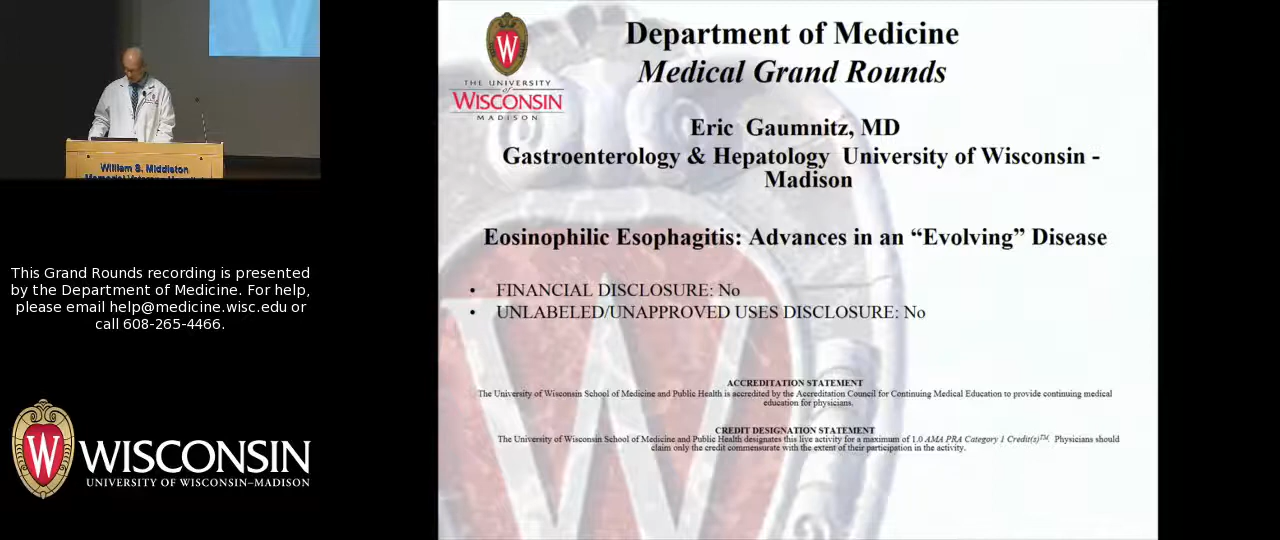 William S. Middleton
Memorial Veterans Hospital
This Grand Rounds recording is presented
by the Department of Medicine. For help,
please email help@medicine.wisc.edu or
call 608-265-4466.
W
WISCONSIN
UNIVERSITY OF WISCONSIN–MADISON
W
THE UNIVERSITY
of
WISCONSIN
MADISON
Department of Medicine
Medical Grand Rounds
Eric Gaumnitz, MD
Gastroenterology & Hepatology University of Wisconsin -
Madison
Eosinophilic Esophagitis: Advances in an “Evolving” Disease
• FINANCIAL DISCLOSURE: No
• UNLABELED/UNAPPROVED USES DISCLOSURE: No
ACCREDITATION STATEMENT
The University of Wisconsin School of Medicine and Public Health is accredited by the Accreditation Council for Continuing Medical Education to provide continuing medical
education for physicians.
CREDIT DESIGNATION STATEMENT
The University of Wisconsin School of Medicine and Public Health designates this live activity for a maximum of 1.0 AMA PRA Category 1 Credit(s)™. Physicians should
claim only the credit commensurate with the extent of their participation in the activity.
W